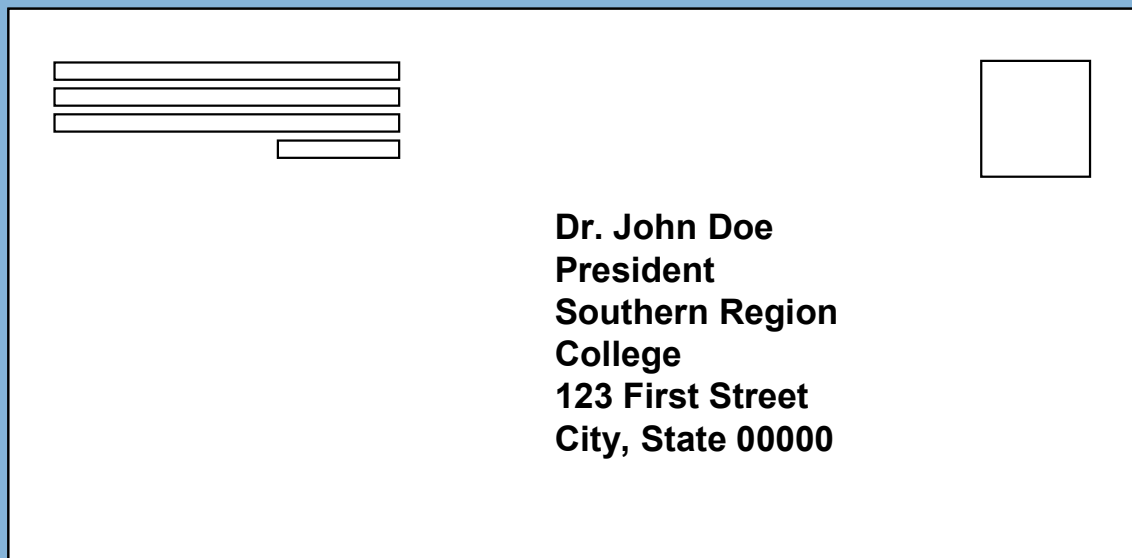 Dr. John Doe
President
Southern Region
College
123 First Street
City, State 00000